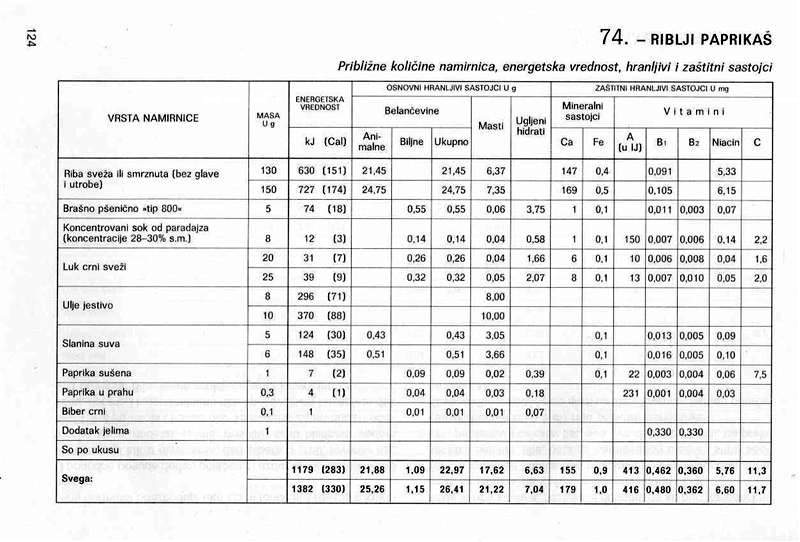 124
74. – RIBLJI PAPRIKAŠ
Približne količine namirnica, energetska vrednost, hranljivi i zaštitni sastojci
VRSTA NAMIRNICE
MASA
U g
ENERGETSKA
VREDNOST
kJ (Cal)
OSNOVNI HRANLJIVI SASTOJCI U g
Belančevine
Ani-
malne
Biljne
Ukupno
Masti
Ugljeni
hidrati
ZAŠTITNI HRANLJIVI SASTOJCI U mg
Mineralni
sastojci
Ca Fe
Vitamini
A
(u IJ)
B1 B2 Niacin C
Riba sveža ili smrznuta (bez glave
i utrobe)
130 630 (151) 21,45 21,45 6,37 147 0,4 0,091 5,33
150 727 (174) 24,75 24,75 7,35 169 0,5 0,105 6,15
Brašno pšenično »tip 800« 5 74 (18) 0,55 0,55 0,06 3,75 1 0,1 0,011 0,003 0,07
Koncentrovani sok od paradajza
(koncentracije 28–30% s.m.) 8 12 (3) 0,14 0,14 0,04 0,58 1 0,1 150 0,007 0,006 0,14 2,2
Luk crni sveži
20 31 (7) 0,26 0,26 0,04 1,66 6 0,1 10 0,006 0,008 0,04 1,6
25 39 (9) 0,32 0,32 0,05 2,07 8 0,1 13 0,007 0,010 0,05 2,0
Ulje jestivo
8 296 (71) 8,00
10 370 (88) 10,00
Slanina suva
5 124 (30) 0,43 0,43 3,05 0,1 0,013 0,005 0,09
6 148 (35) 0,51 0,51 3,66 0,1 0,016 0,005 0,10
Paprika sušena 1 7 (2) 0,09 0,09 0,02 0,39 0,1 22 0,003 0,004 0,06 7,5
Paprika u prahu 0,3 4 (1) 0,04 0,04 0,03 0,18 231 0,001 0,004 0,03
Biber crni 0,1 1 0,01 0,01 0,01 0,07
Dodatak jelima 1 0,330 0,330
So po ukusu
Svega:
1179 (283) 21,88 1,09 22,97 17,62 6,63 155 0,9 413 0,462 0,360 5,76 11,3
1382 (330) 25,26 1,15 26,41 21,22 7,04 179 1,0 416 0,480 0,362 6,60 11,7